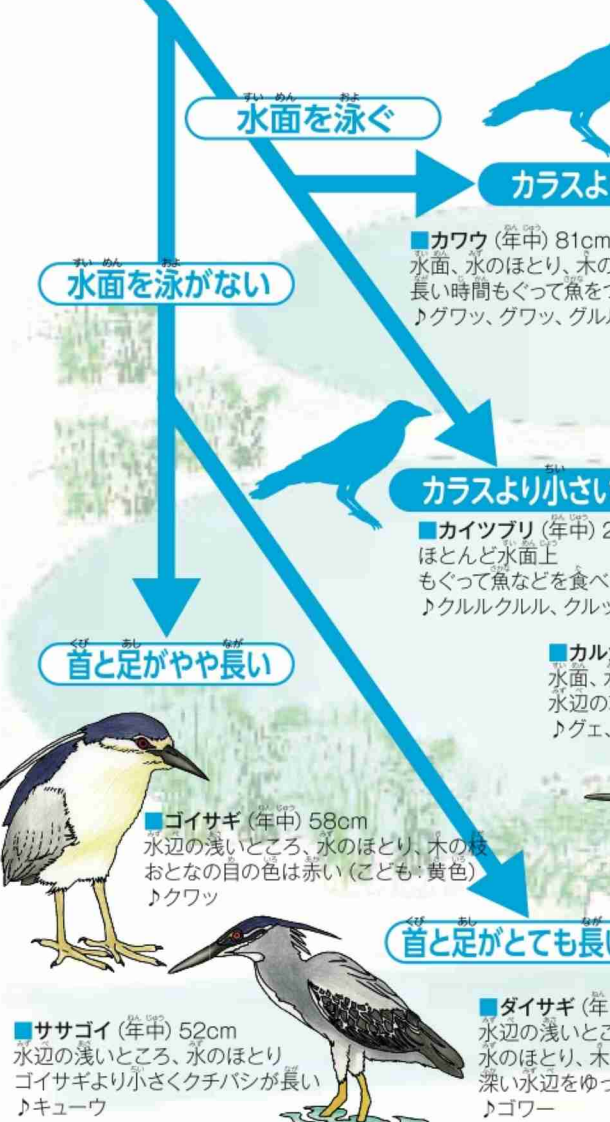 水面を泳ぐ
カラスよ
■カワウ (年中) 81cm
水面、水のほとり、木の
長い時間もぐって魚を
♪グワッ、グワッ、グル
水面を泳がない
カラスより小さい
■カイツブリ (年中) 2
ほとんど水面上
もぐって魚などを食べ
♪クルルクルル、クルッ
■カル
水面、
水辺の
♪グェ、
首と足がやや長い
■ゴイサギ (年中) 58cm
水辺の浅いところ、水のほとり、木の枝
おとなの目の色は赤い (こども：黄色)
♪クワッ
首と足がとても長い
■ササゴイ (年中) 52cm
水辺の浅いところ、水のほとり
ゴイサギより小さくクチバシが長い
♪キューウ
■ダイサギ (年
水辺の浅いとこ
水のほとり、木
深い水辺をゆっ
♪ゴワー